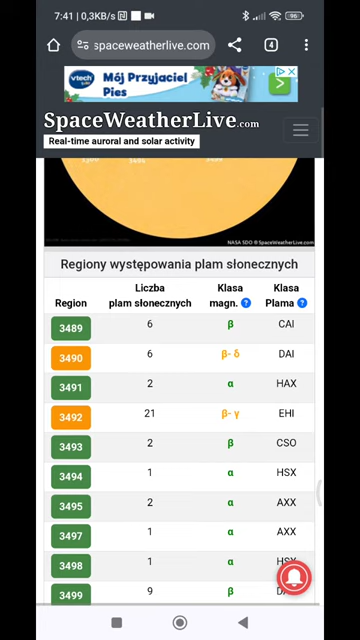 7:41 | 0,3KB/s
96
spaceweatherlive.com
4
vtech
Mój Przyjaciel
Pies
SpaceWeatherLive.com
Real-time auroral and solar activity
NASA SDO ® SpaceWeatherLive.com
Regiony występowania plam słonecznych
Region Liczba plam słonecznych Klasa magn. ? Klasa Plama ?
3489 6 β CAI
3490 6 β- δ DAI
3491 2 α HAX
3492 21 β- γ EHI
3493 2 β CSO
3494 1 α HSX
3495 2 α AXX
3497 1 α AXX
3498 1 α HSX
3499 9 β